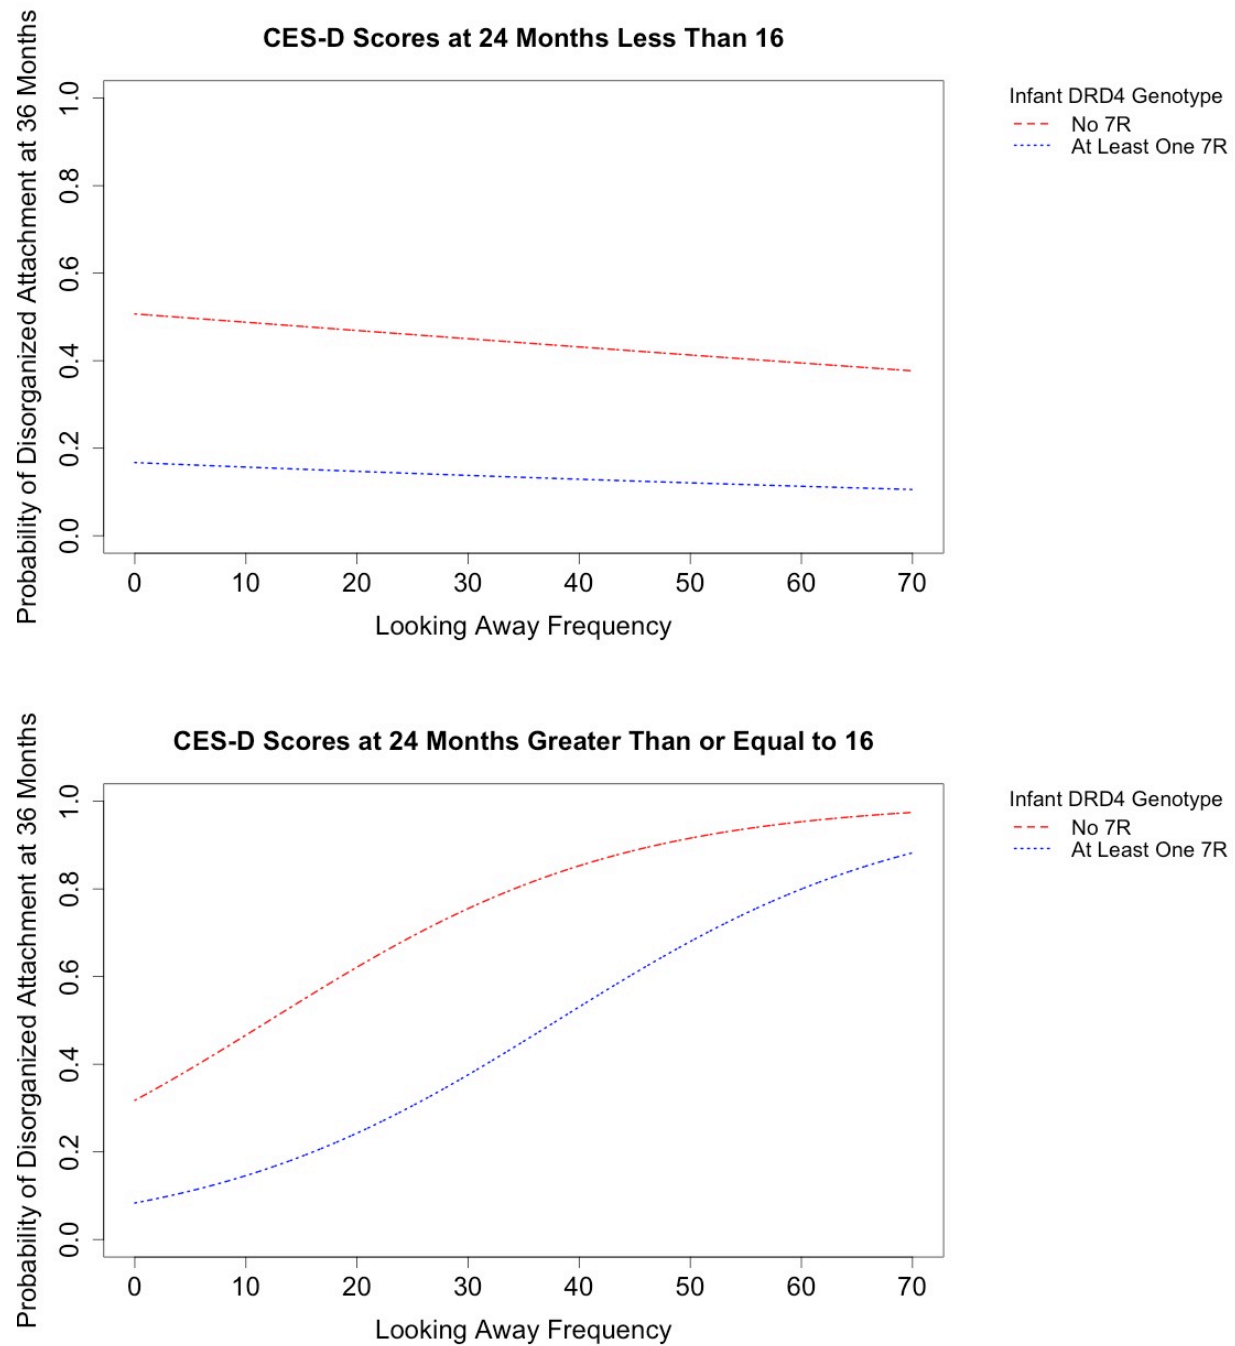 CES-D Scores at 24 Months Less Than 16
Probability of Disorganized Attachment at 36 Months
1.0
0.8
0.6
0.4
0.2
0.0
0 10 20 30 40 50 60 70
Looking Away Frequency
Infant DRD4 Genotype
No 7R
At Least One 7R
CES-D Scores at 24 Months Greater Than or Equal to 16
Probability of Disorganized Attachment at 36 Months
1.0
0.8
0.6
0.4
0.2
0.0
0 10 20 30 40 50 60 70
Looking Away Frequency
Infant DRD4 Genotype
No 7R
At Least One 7R